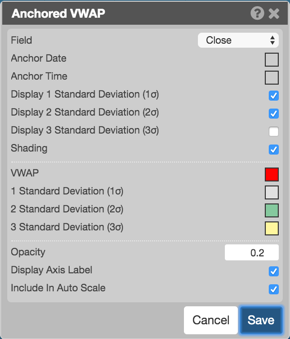 Anchored VWAP
Field Close
Anchor Date
Anchor Time
Display 1 Standard Deviation (1σ)
Display 2 Standard Deviation (2σ)
Display 3 Standard Deviation (3σ)
Shading
VWAP
1 Standard Deviation (1σ)
2 Standard Deviation (2σ)
3 Standard Deviation (3σ)
Opacity 0.2
Display Axis Label
Include In Auto Scale
Cancel Save